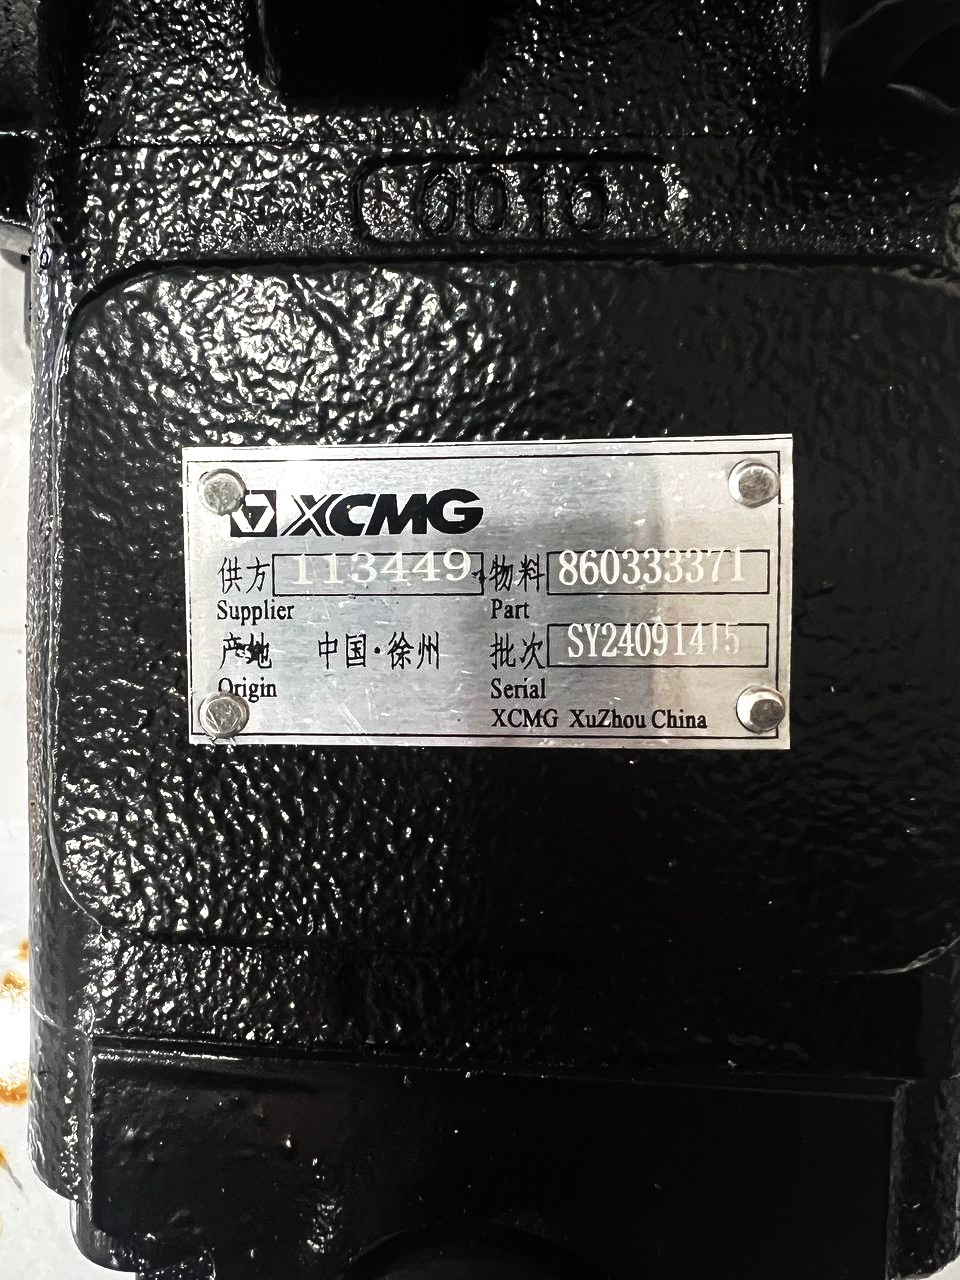 0010
XCMG
供方 113449 物料 860333371
Supplier Part
产地 中国·徐州 批次 SY24091415
Origin Serial
XCMG XuZhou China